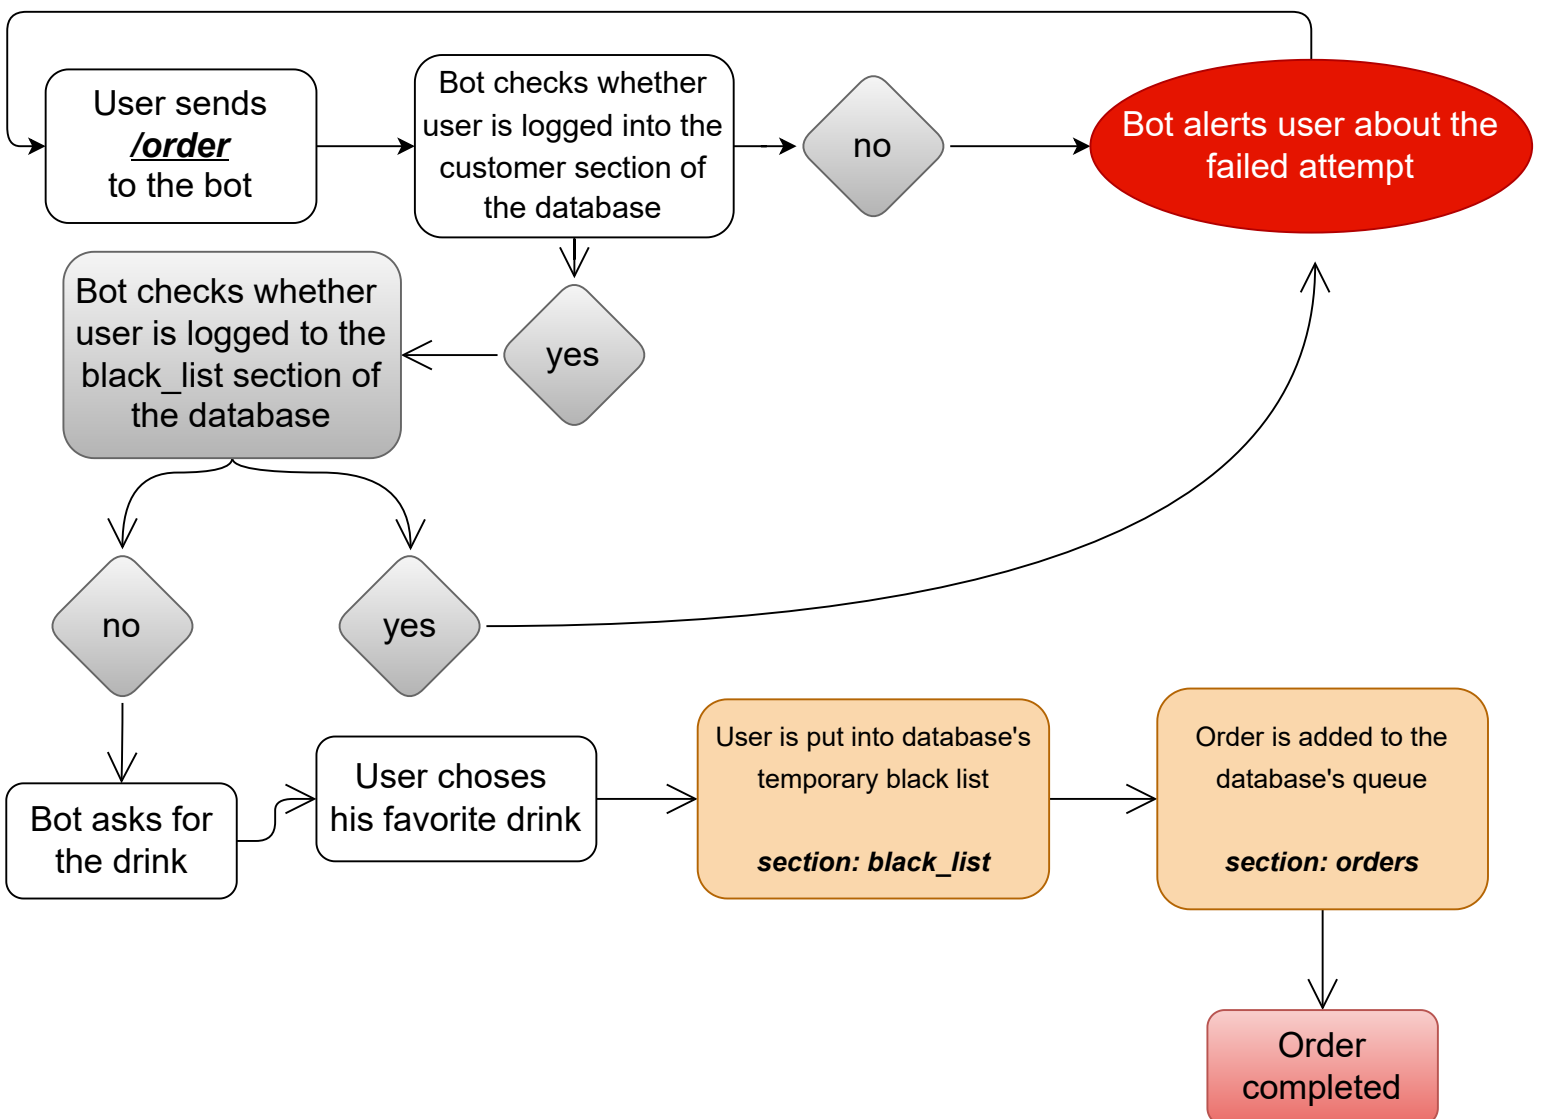 User sends
/order
to the bot
Bot checks whether
user is logged into the
customer section of
the database
no
Bot alerts user about the
failed attempt
Bot checks whether
user is logged to the
black_list section of
the database
yes
no
yes
Bot asks for
the drink
User choses
his favorite drink
User is put into database's
temporary black list
section: black_list
Order is added to the
database's queue
section: orders
Order
completed